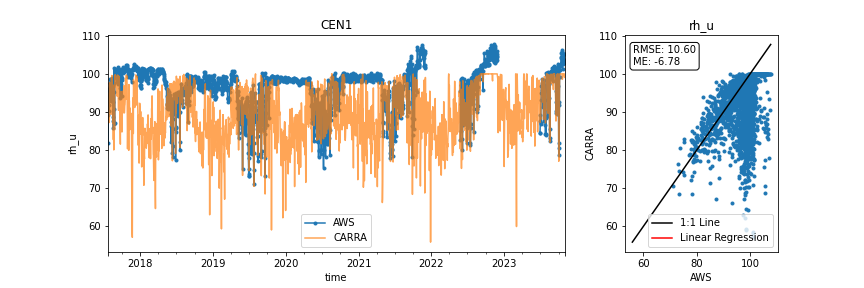 CEN1
rh_u
110
100
90
80
70
60
rh_u
2018
2019
2020
2021
2022
2023
time
AWS
CARRA
110
100
90
80
70
60
CARRA
RMSE: 10.60
ME: -6.78
1:1 Line
Linear Regression
60
80
100
AWS